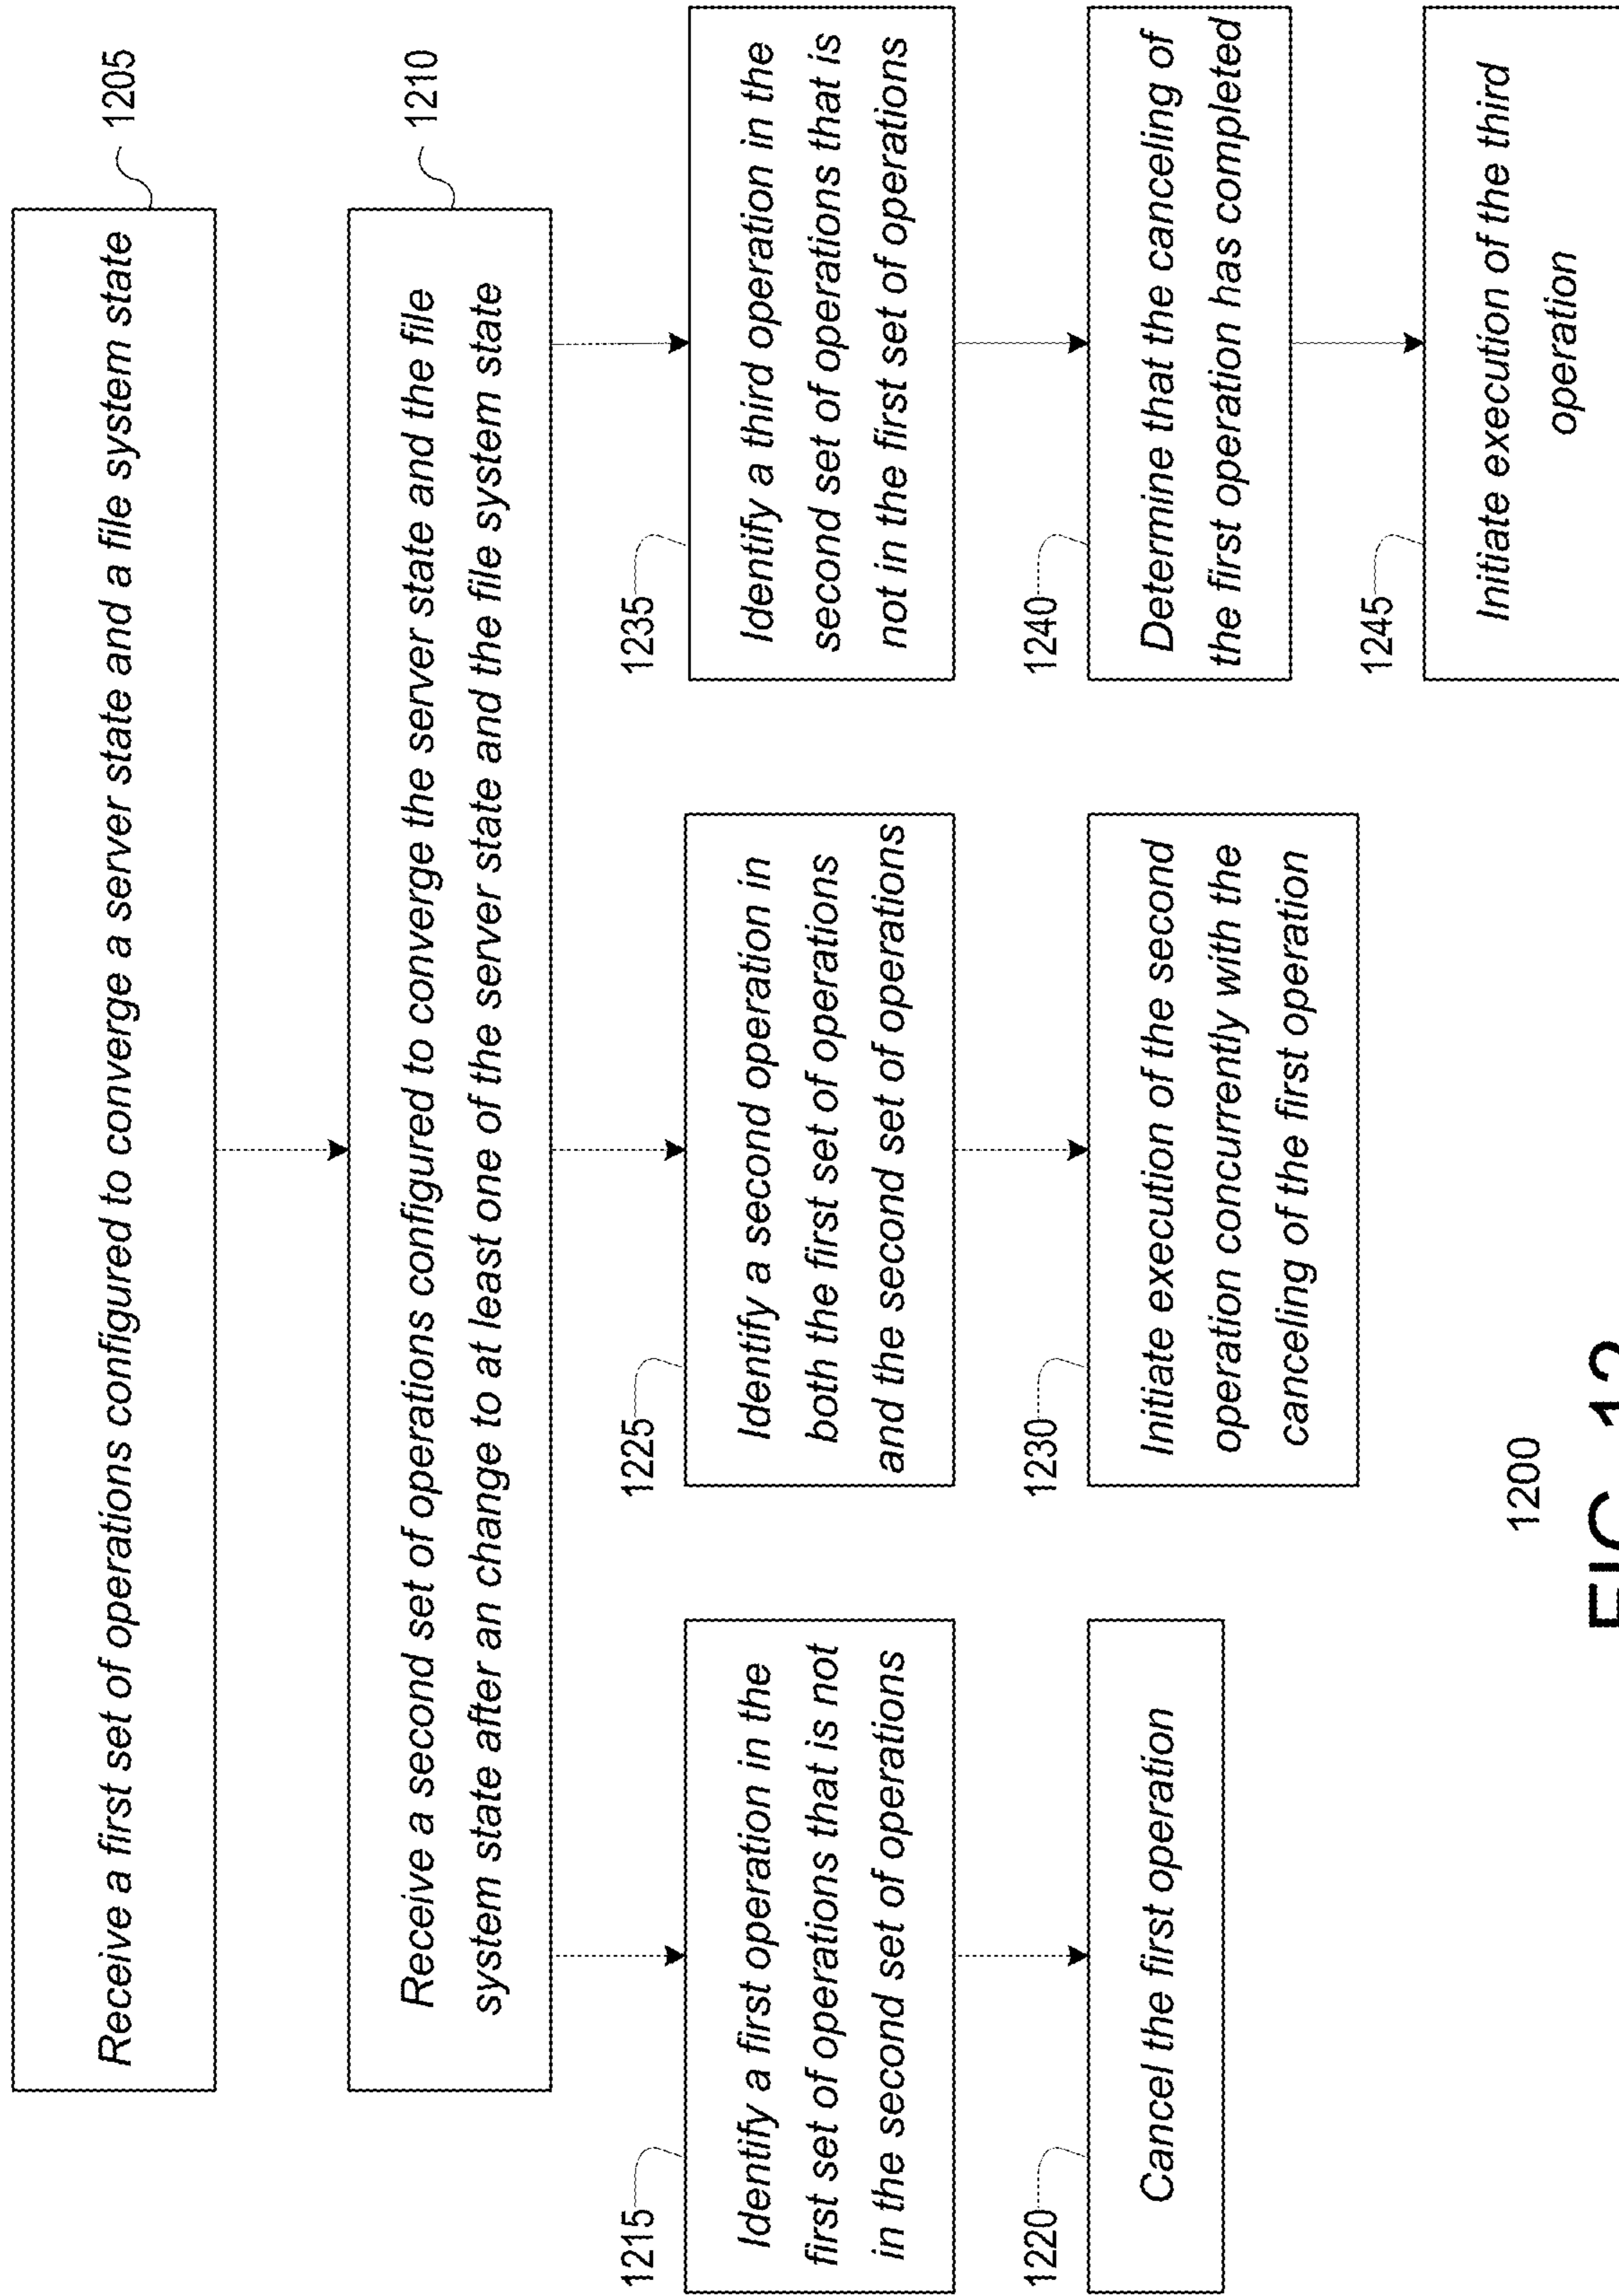 Receive a first set of operations configured to converge a server state and a file system state
1205
Receive a second set of operations configured to converge the server state and the file
system state after an change to at least one of the server state and the file system state
1210
1215
Identify a first operation in the
first set of operations that is not
in the second set of operations
1220
Cancel the first operation
1225
Identify a second operation in
both the first set of operations
and the second set of operations
1230
Initiate execution of the second
operation concurrently with the
canceling of the first operation
1235
Identify a third operation in the
second set of operations that is
not in the first set of operations
1240
Determine that the canceling of
the first operation has completed
1245
Initiate execution of the third
operation
1200
FIG. 12